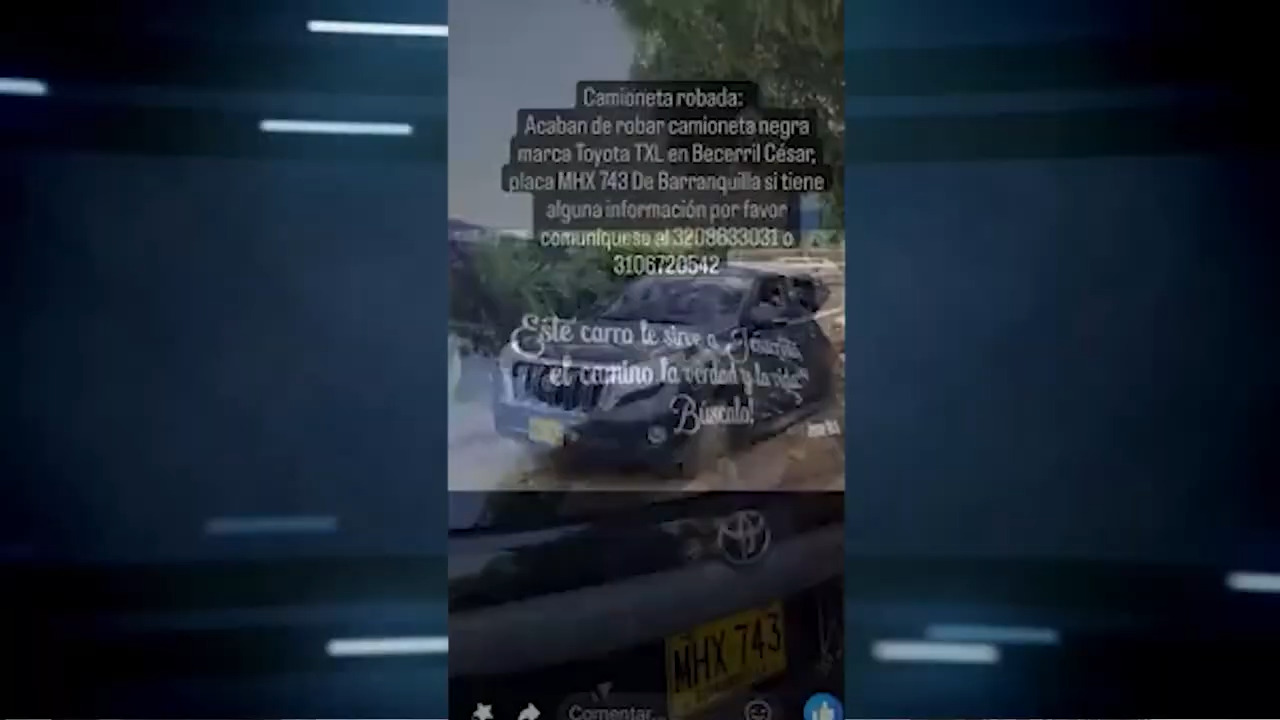 Camioneta robada:
Acaban de robar camioneta negra
marca Toyota TXL en Becerril César,
placa MHX 743 De Barranquilla si tiene
alguna información por favor
comuníquese al 3208633031 o
3106720542
Este carro le sirve a
el camino la verdad y la vida"
Búscalo!
MHX 743
Comentar...